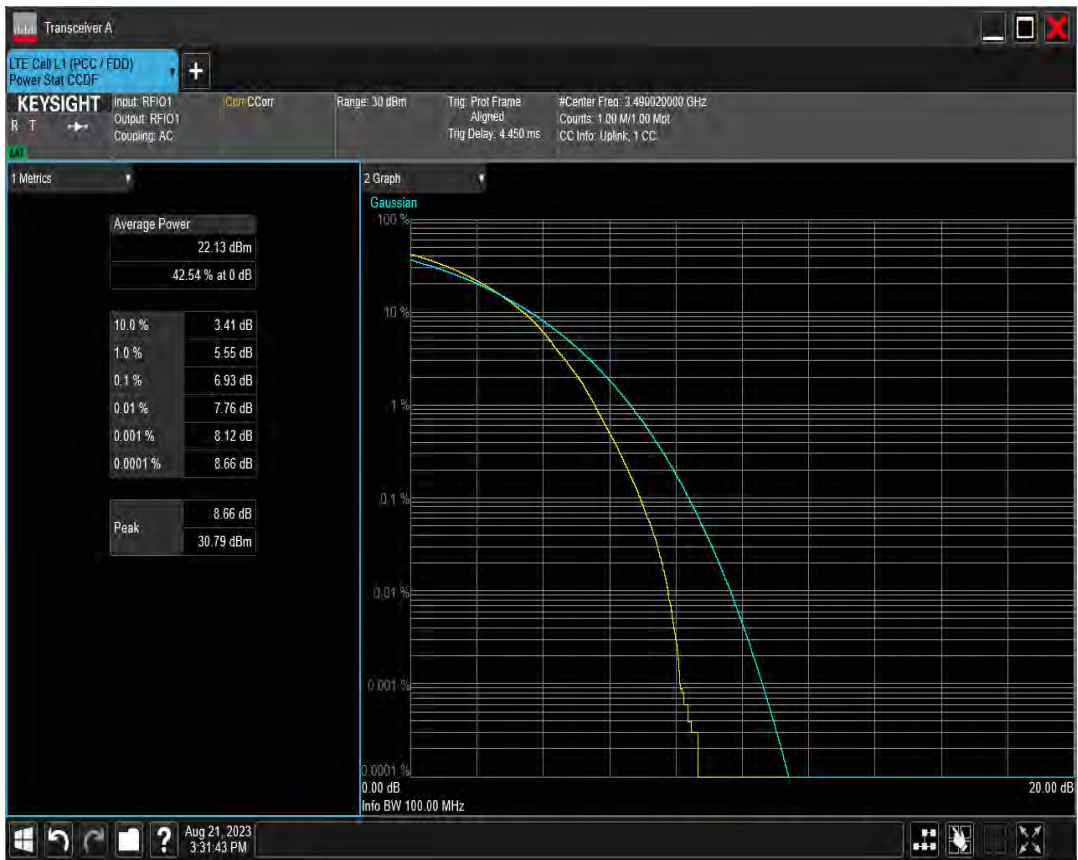 Transceiver A
LTE Cell L1 (PCC / FDD)
Power Stat CCDF
+
KEYSIGHT
R T
LXI
Input: RFIO1
Output: RFIO1
Coupling: AC
Corr CCorr
Range: 30 dBm
Trig: Prot Frame
Aligned
Trig Delay: 4.450 ms
#Center Freq: 3.490020000 GHz
Counts: 1.00 M/1.00 Mpt
CC Info: Uplink, 1 CC
1 Metrics
Average Power
22.13 dBm
42.54 % at 0 dB
10.0 % 3.41 dB
1.0 % 5.55 dB
0.1 % 6.93 dB
0.01 % 7.76 dB
0.001 % 8.12 dB
0.0001 % 8.66 dB
Peak
8.66 dB
30.79 dBm
2 Graph
Gaussian
100 %
10 %
1 %
0.1 %
0.01 %
0.001 %
0.0001 %
0.00 dB
20.00 dB
Info BW 100.00 MHz
?
Aug 21, 2023
3:31:43 PM